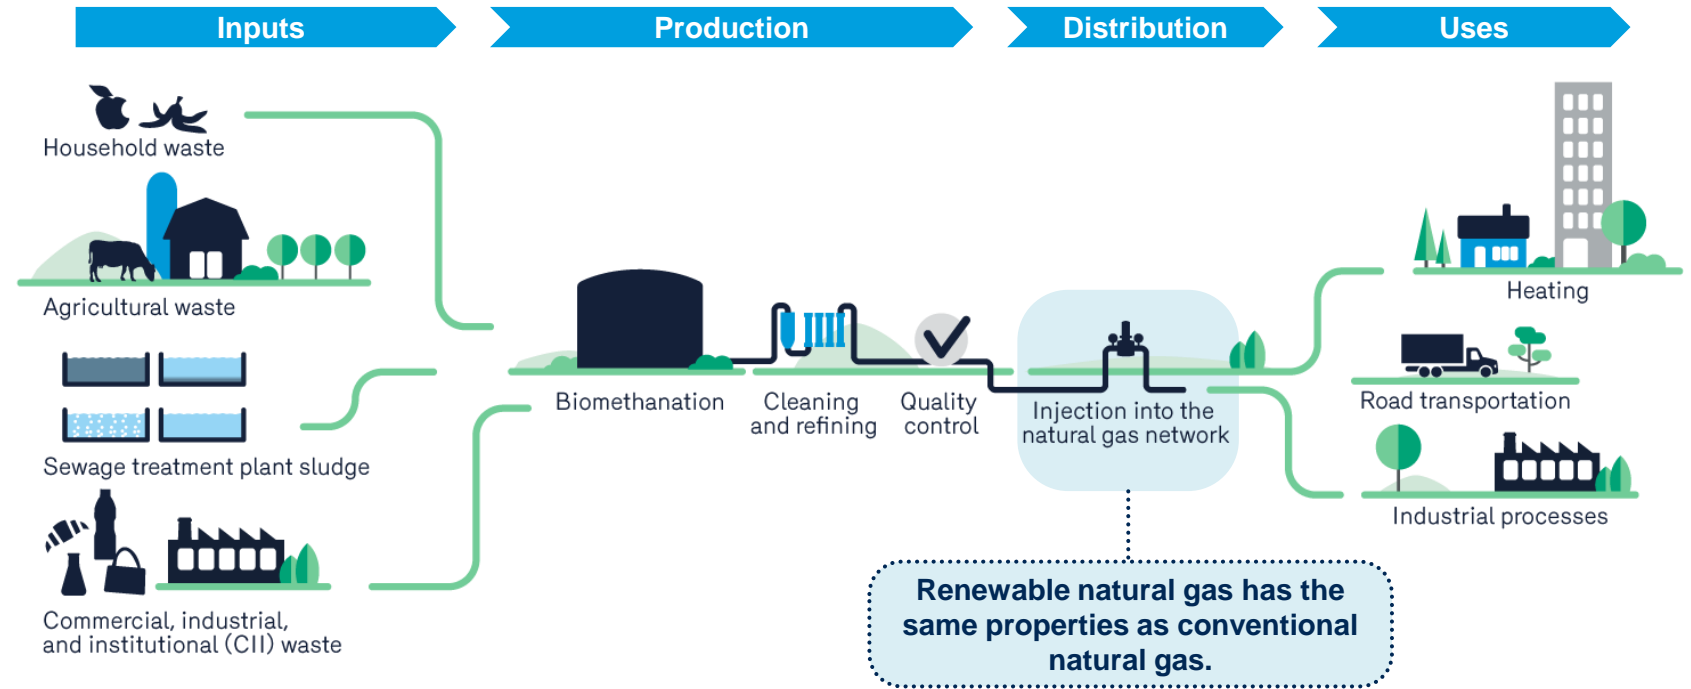 Inputs
Production
Distribution
Uses
Household waste
Agricultural waste
Sewage treatment plant sludge
Commercial, industrial,
and institutional (CII) waste
Biomethanation
Cleaning
and refining
Quality
control
Injection into the
natural gas network
Renewable natural gas has the
same properties as conventional
natural gas.
Heating
Road transportation
Industrial processes